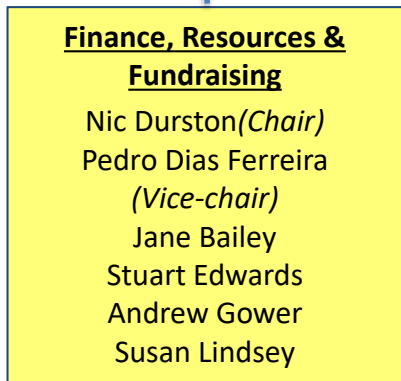 Finance, Resources &
Fundraising
Nic Durston(Chair)
Pedro Dias Ferreira
(Vice-chair)
Jane Bailey
Stuart Edwards
Andrew Gower
Susan Lindsey